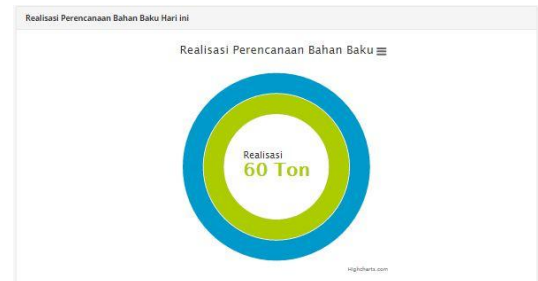 Realisasi Perencanaan Bahan Baku Hari ini
Realisasi Perencanaan Bahan Baku
Realisasi
60 Ton
Highcharts.com